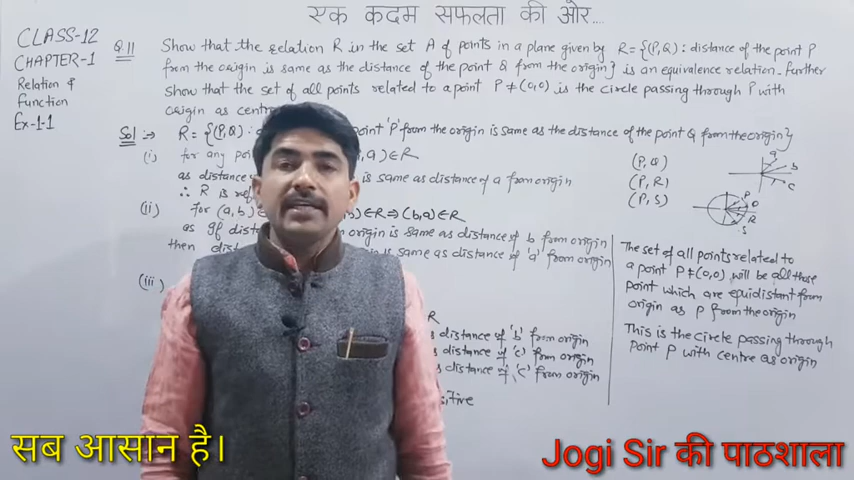 एक कदम सफलता की ओर....
CLASS-12
CHAPTER-1
Relation &
Function
Ex-1.1
Q.11 Show that the relation R in the set A of points in a plane given by R = {(P,Q) : distance of the point P
from the origin is same as the distance of the point Q from the origin} is an equivalence relation. Further
show that the set of all points related to a point P ≠ (0,0) is the circle passing through P with
origin as
Sol :→ R = {(P,Q) : point 'P' from the origin is same as the distance of the point Q from the origin}
(i) for any ,a) ∈ R
as distance is same as distance of a from origin
∴ R is
(ii) for (a,b) ∈ R ⇒ (b,a) ∈ R
as If origin is same as distance of b from origin
then is same as distance of 'a' from origin
(iii)
R
distance of 'b' from origin
distance of 'c' from origin
distance of 'c' from origin
(P, Q)
(P, R)
(P, S)
a
b
c
P
Q
R
S
The set of all points related to
a point P ≠ (0,0) will be all those
point which are equidistant from
origin as P from the origin
This is the circle passing through
Point P with centre as origin
सब आसान है।
Jogi Sir की पाठशाला